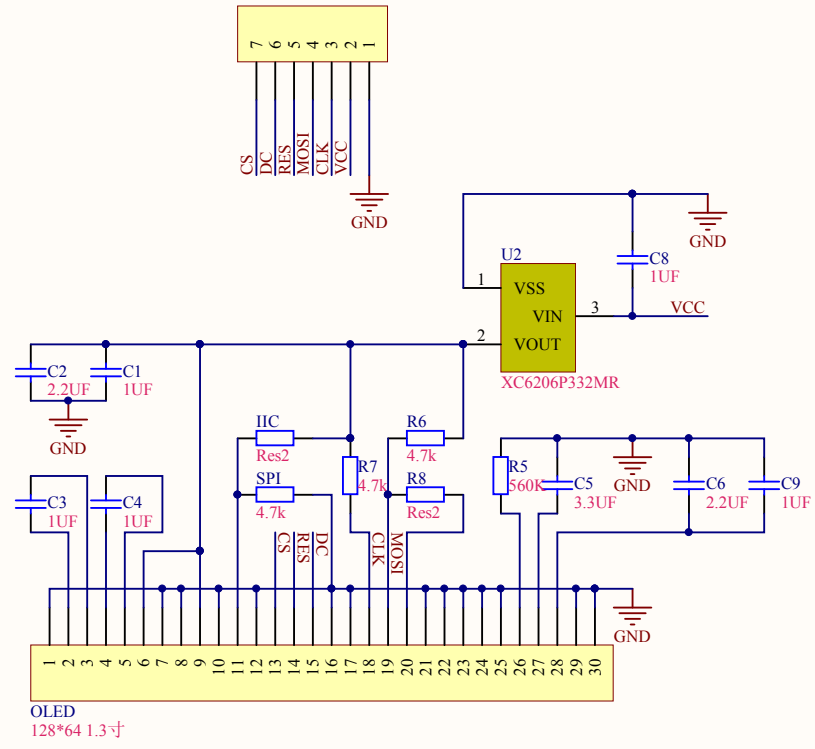 7 6 5 4 3 2 1
CS DC RES MOSI CLK VCC
GND
GND
U2
C8
1UF
1 VSS
VIN 3 VCC
2 VOUT
XC6206P332MR
C2 C1
2.2UF 1UF
GND
IIC R6
Res2 4.7k
SPI R7 R8 R5 C5 GND C6 C9
4.7k 4.7k Res2 560K 3.3UF 2.2UF 1UF
C3 C4
1UF 1UF
CS RES DC CLK MOSI
GND
1 2 3 4 5 6 7 8 9 10 11 12 13 14 15 16 17 18 19 20 21 22 23 24 25 26 27 28 29 30
OLED
128*64 1.3寸